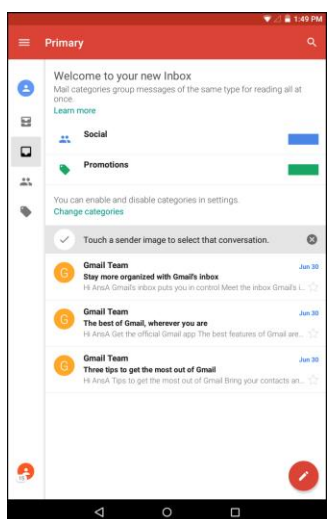 1:49 PM
Primary
Welcome to your new Inbox
Mail categories group messages of the same type for reading all at
once.
Learn more
Social
Promotions
You can enable and disable categories in settings.
Change categories
Touch a sender image to select that conversation.
G
Gmail Team
Jun 30
Stay more organized with Gmail's inbox
Hi AnsA Gmail's inbox puts you in control Meet the inbox Gmail's i...
G
Gmail Team
Jun 30
The best of Gmail, wherever you are
Hi AnsA Get the official Gmail app The best features of Gmail are...
G
Gmail Team
Jun 30
Three tips to get the most out of Gmail
Hi AnsA Tips to get the most out of Gmail Bring your contacts an...